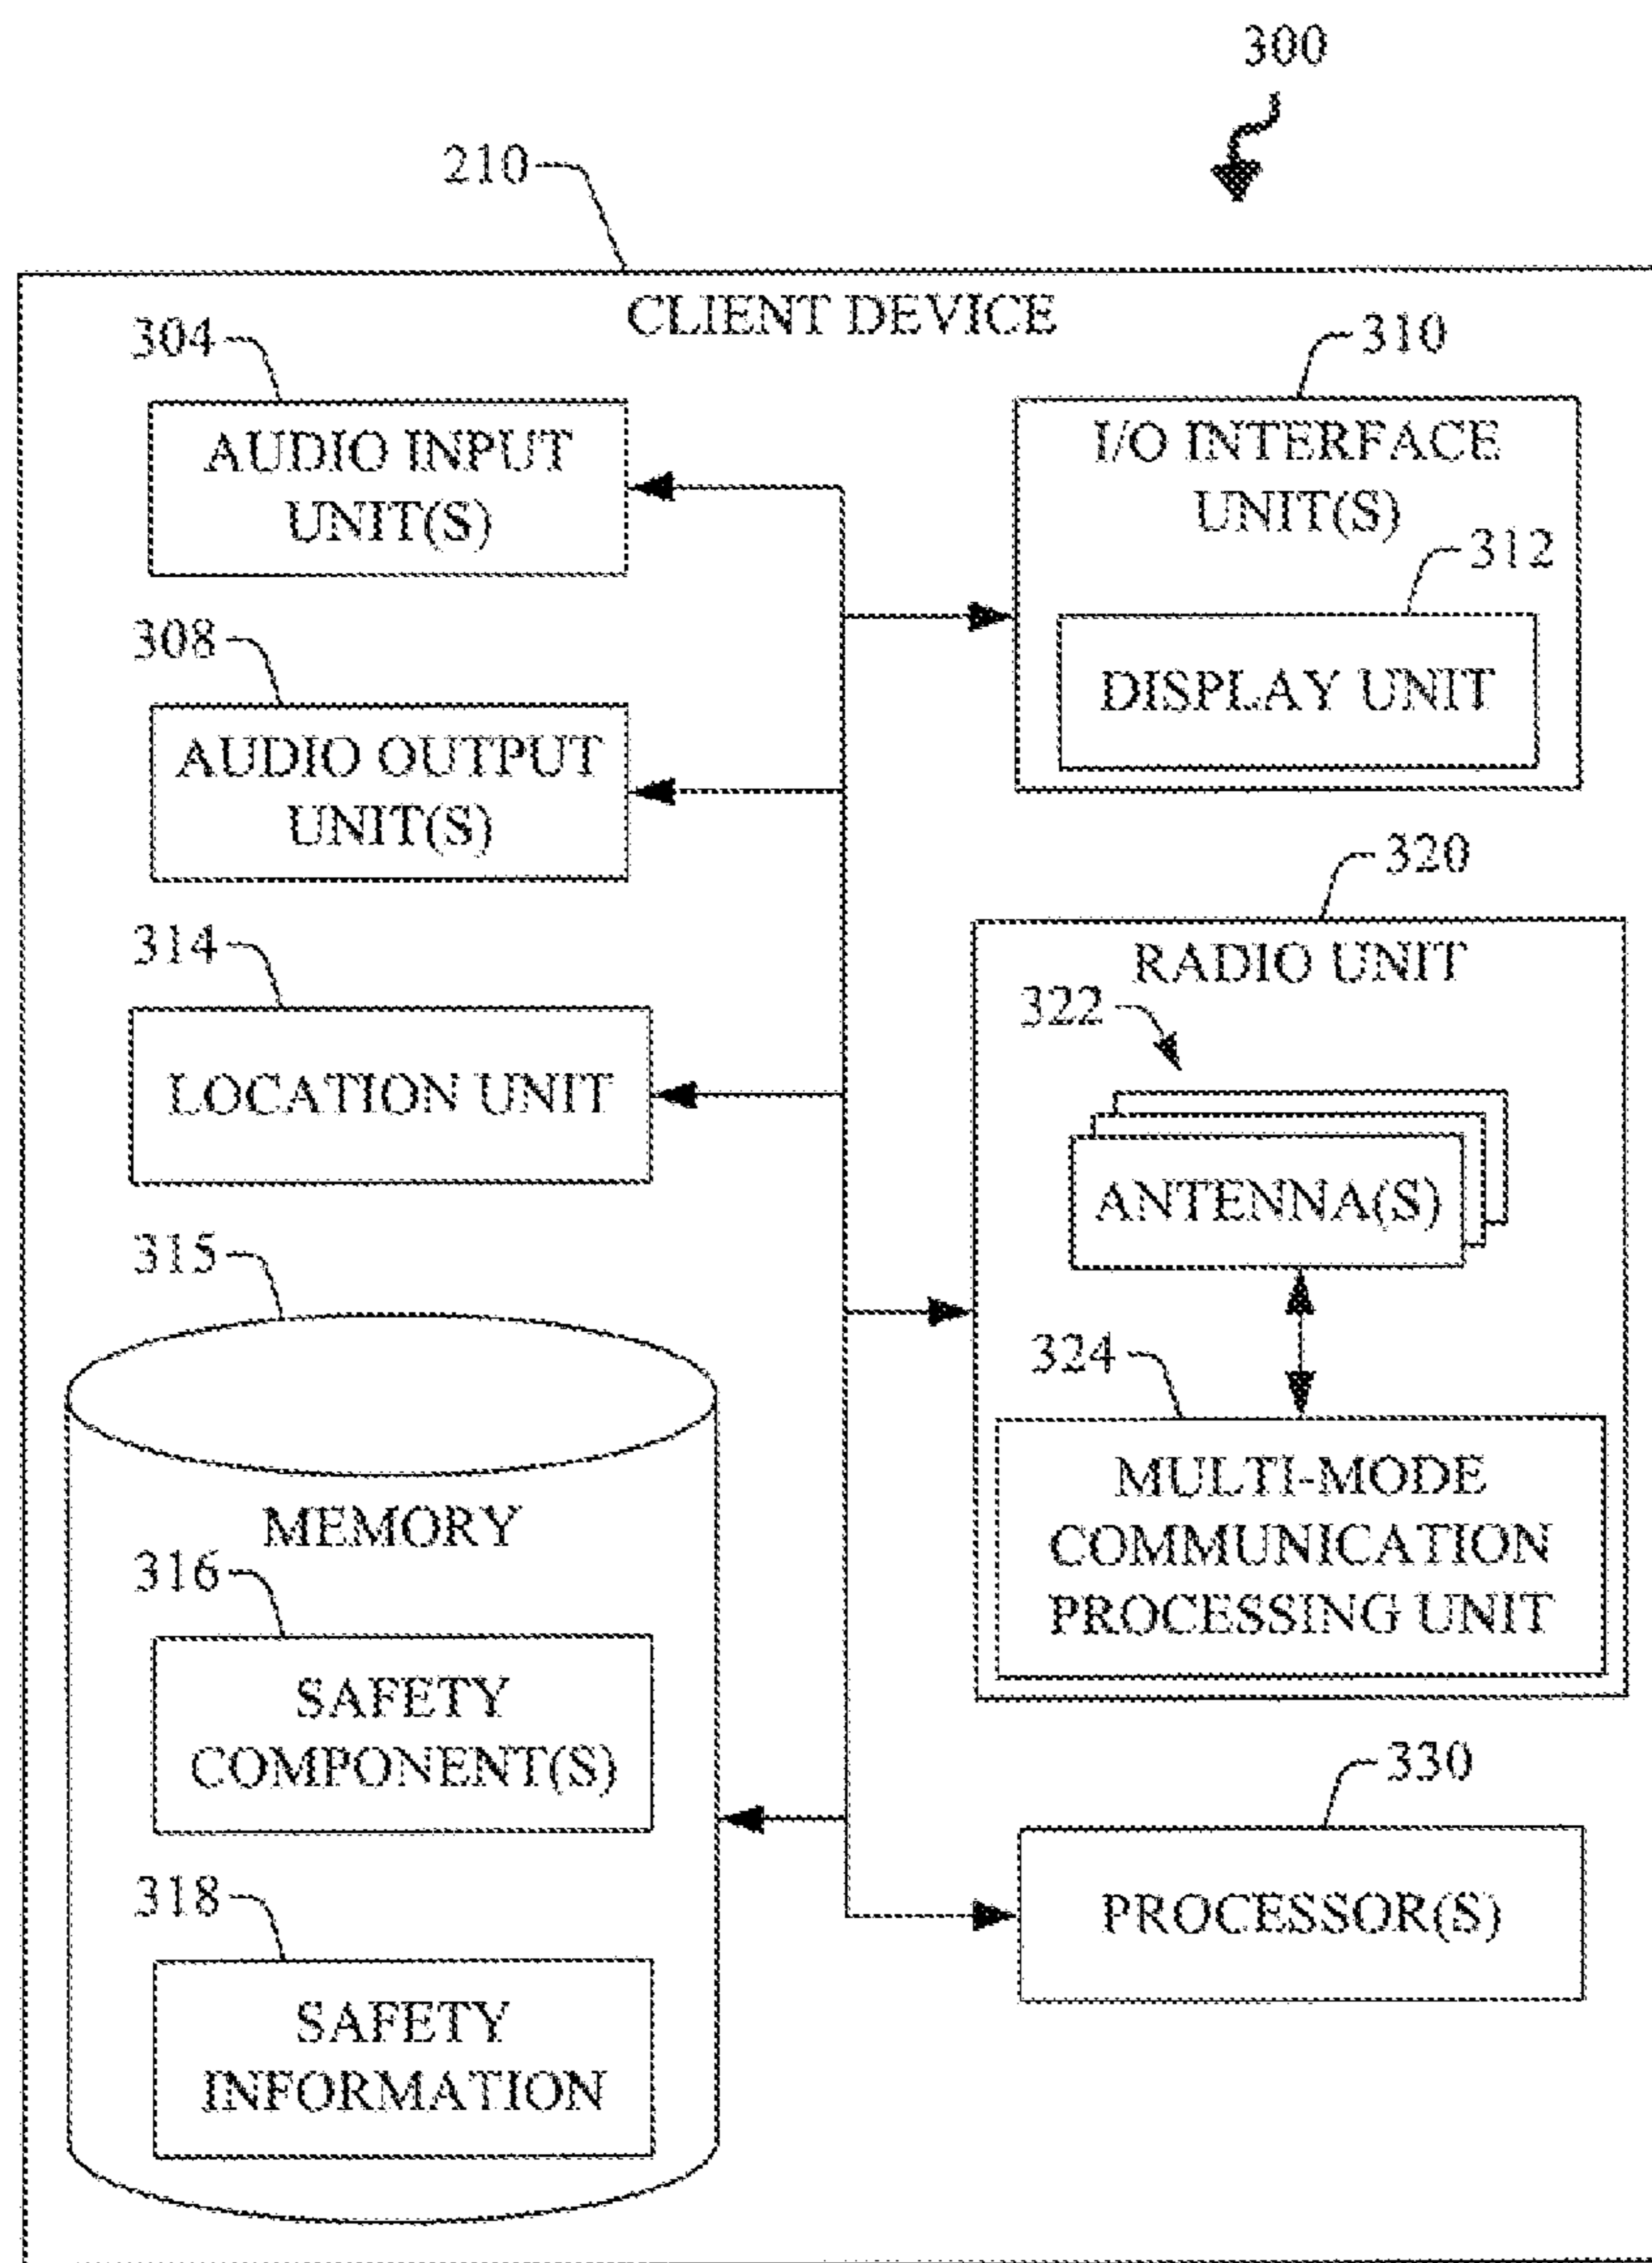 300
210
CLIENT DEVICE
304
AUDIO INPUT
UNIT(S)
308
AUDIO OUTPUT
UNIT(S)
314
LOCATION UNIT
315
MEMORY
316
SAFETY
COMPONENT(S)
318
SAFETY
INFORMATION
310
I/O INTERFACE
UNIT(S)
312
DISPLAY UNIT
320
RADIO UNIT
322
ANTENNA(S)
324
MULTI-MODE
COMMUNICATION
PROCESSING UNIT
330
PROCESSOR(S)